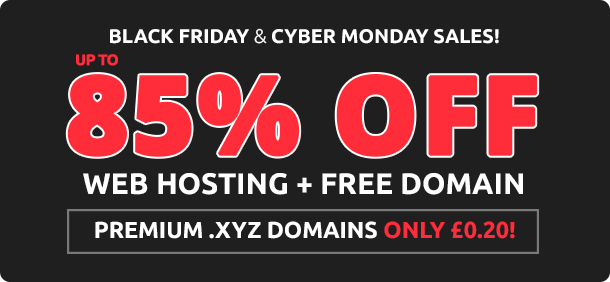 BLACK FRIDAY & CYBER MONDAY SALES!
UP TO
85% OFF
WEB HOSTING + FREE DOMAIN
PREMIUM .XYZ DOMAINS ONLY £0.20!